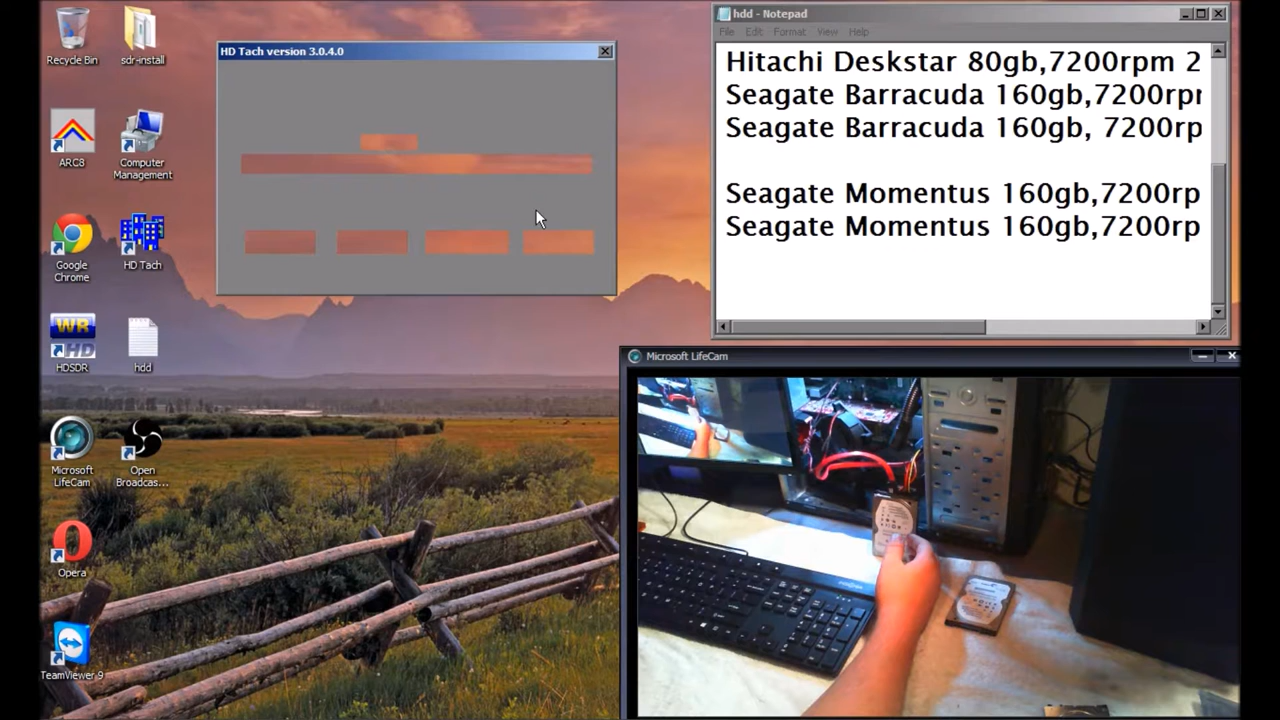 Recycle Bin
sdr-install
ARC8
Computer
Management
Google
Chrome
HD Tach
WR
HD
HDSDR
hdd
Microsoft
LifeCam
Open
Broadcas...
Opera
TeamViewer 9
HD Tach version 3.0.4.0
hdd - Notepad
File Edit Format View Help
Hitachi Deskstar 80gb,7200rpm 2
Seagate Barracuda 160gb,7200rpr
Seagate Barracuda 160gb, 7200rp
Seagate Momentus 160gb,7200rp
Seagate Momentus 160gb,7200rp
Microsoft LifeCam